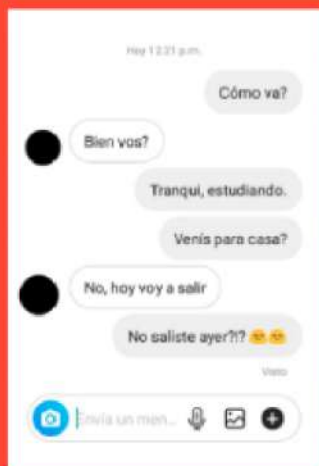 Hoy 12:21 p.m.
Cómo va?
Bien vos?
Tranqui, estudiando.
Venís para casa?
No, hoy voy a salir
No saliste ayer?!? 😊😊
Visto
Envía un men...